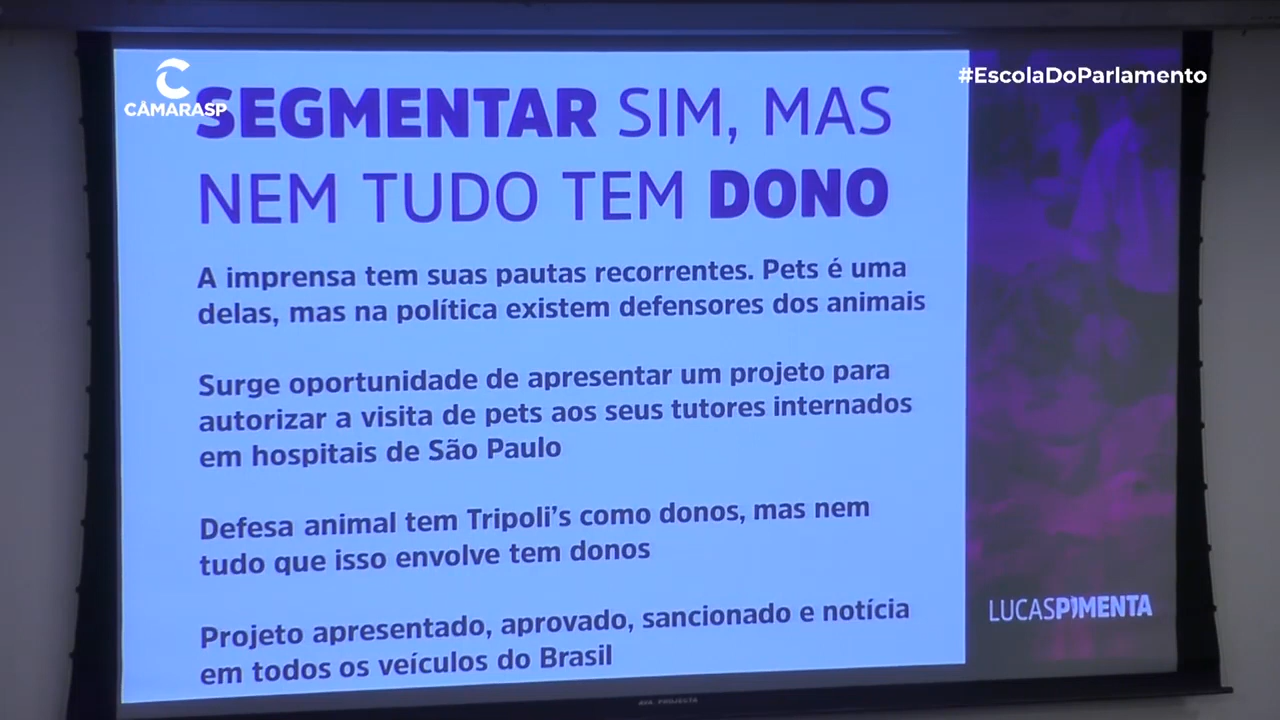 CÂMARASP
#EscolaDoParlamento
SEGMENTAR SIM, MAS
NEM TUDO TEM DONO
A imprensa tem suas pautas recorrentes. Pets é uma
delas, mas na política existem defensores dos animais
Surge oportunidade de apresentar um projeto para
autorizar a visita de pets aos seus tutores internados
em hospitais de São Paulo
Defesa animal tem Tripoli’s como donos, mas nem
tudo que isso envolve tem donos
Projeto apresentado, aprovado, sancionado e notícia
em todos os veículos do Brasil
LUCASPIMENTA